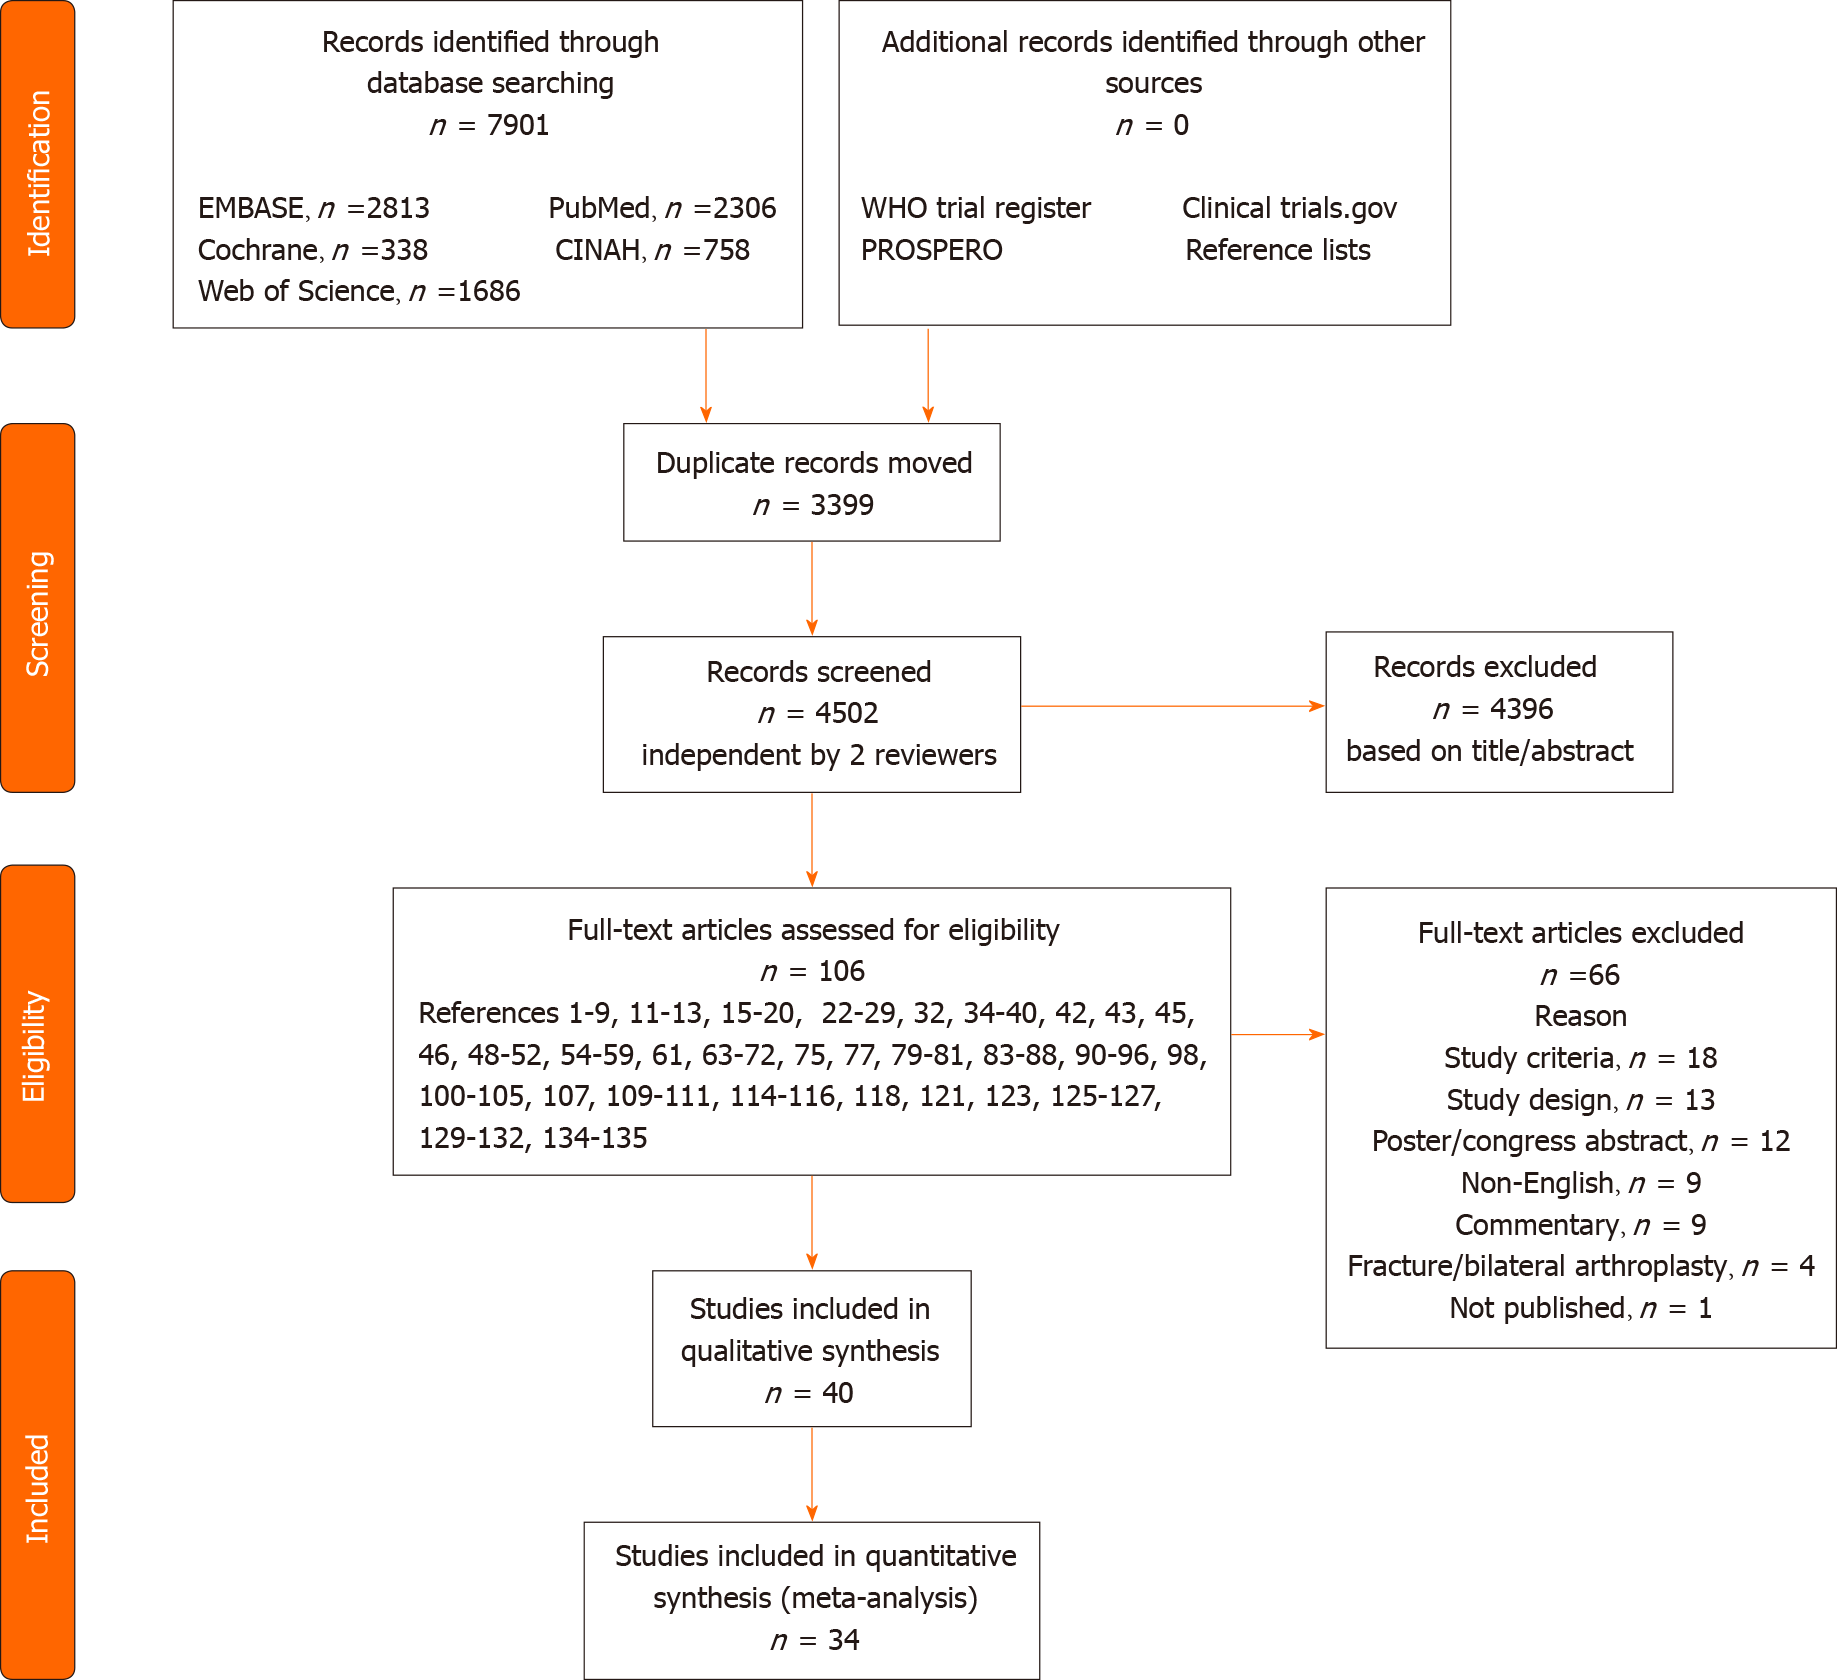 Identification
Records identified through
database searching
n = 7901
EMBASE, n =2813 PubMed, n =2306
Cochrane, n =338 CINAH, n =758
Web of Science, n =1686
Additional records identified through other
sources
n = 0
WHO trial register Clinical trials.gov
PROSPERO Reference lists
Screening
Duplicate records moved
n = 3399
Records screened
n = 4502
independent by 2 reviewers
Records excluded
n = 4396
based on title/abstract
Eligibility
Full-text articles assessed for eligibility
n = 106
References 1-9, 11-13, 15-20, 22-29, 32, 34-40, 42, 43, 45,
46, 48-52, 54-59, 61, 63-72, 75, 77, 79-81, 83-88, 90-96, 98,
100-105, 107, 109-111, 114-116, 118, 121, 123, 125-127,
129-132, 134-135
Full-text articles excluded
n =66
Reason
Study criteria, n = 18
Study design, n = 13
Poster/congress abstract, n = 12
Non-English, n = 9
Commentary, n = 9
Fracture/bilateral arthroplasty, n = 4
Not published, n = 1
Included
Studies included in
qualitative synthesis
n = 40
Studies included in quantitative
synthesis (meta-analysis)
n = 34